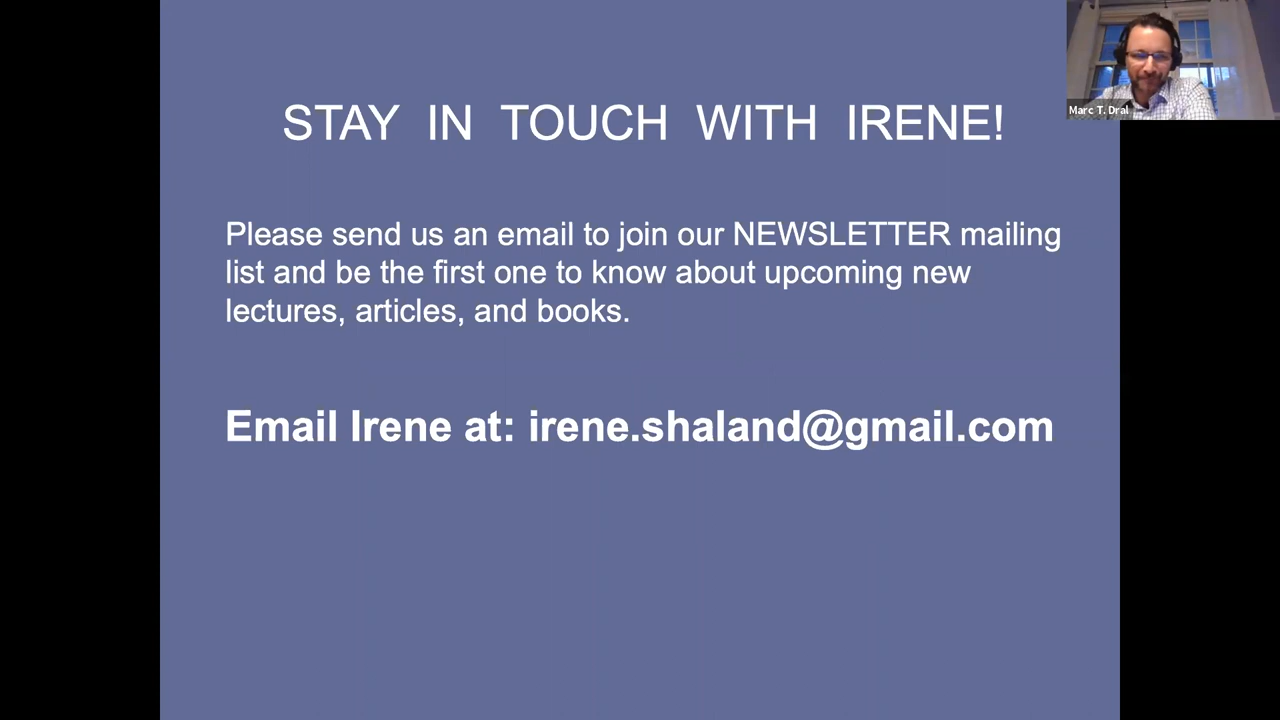 STAY IN TOUCH WITH IRENE!
Marc T. Dral
Please send us an email to join our NEWSLETTER mailing
list and be the first one to know about upcoming new
lectures, articles, and books.
Email Irene at: irene.shaland@gmail.com